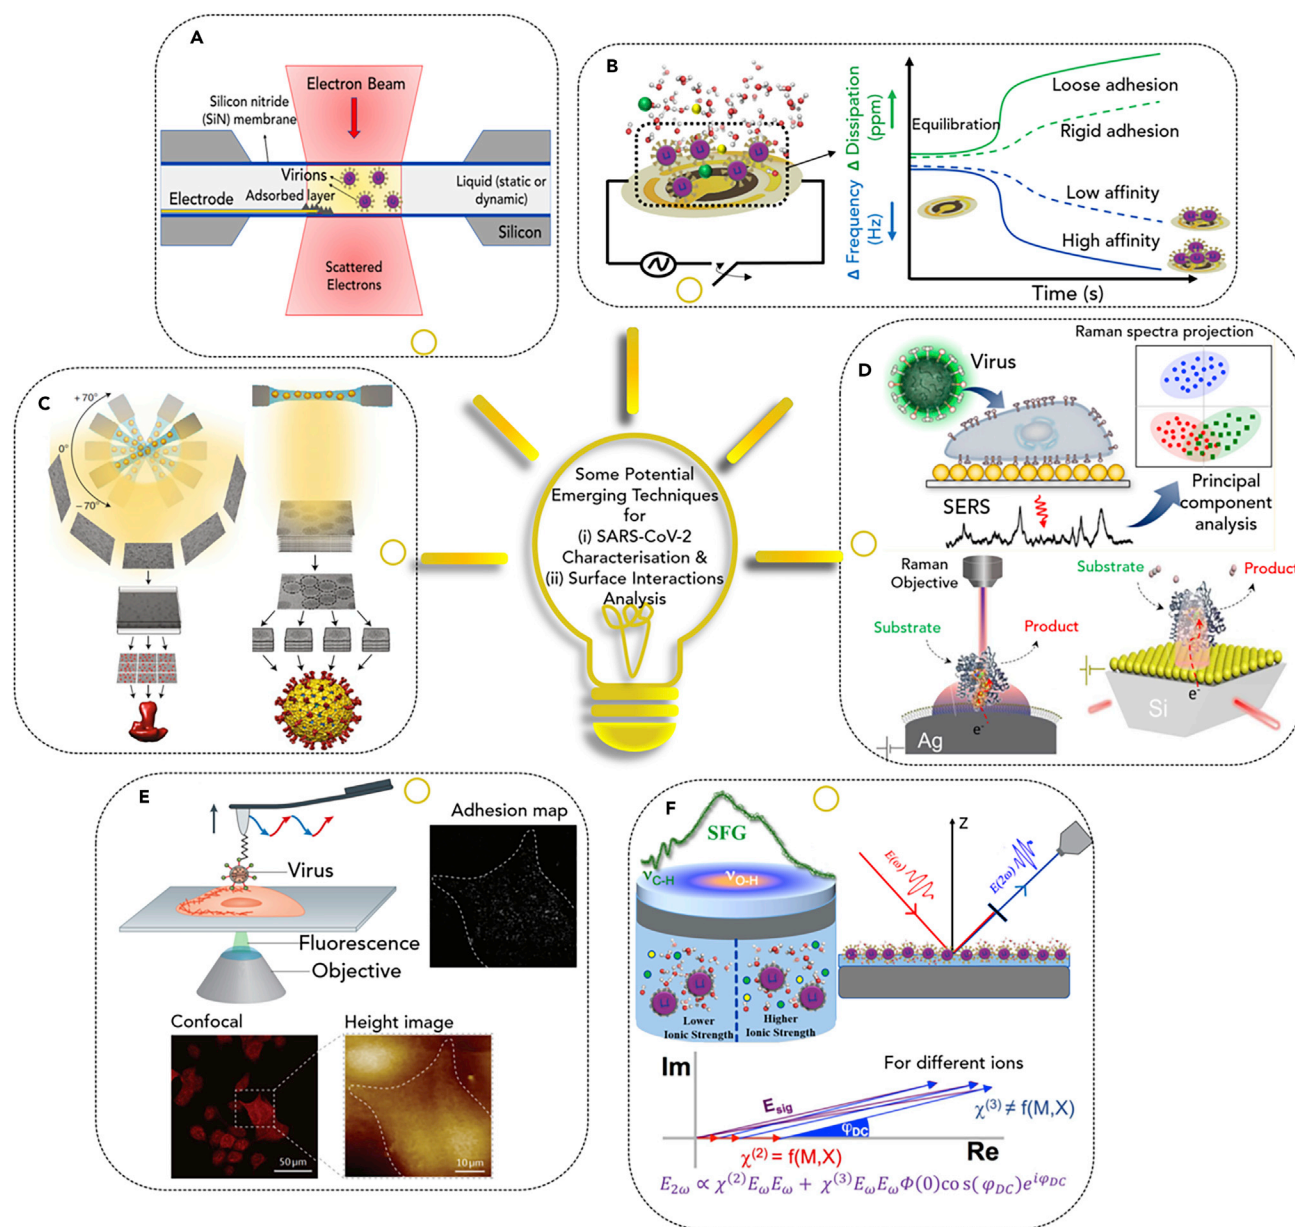 A
Electron Beam
Silicon nitride
(SiN) membrane
Virions
Adsorbed layer
Electrode
Liquid (static or
dynamic)
Silicon
Scattered
Electrons
B
Δ Dissipation
(ppm)
Δ Frequency
(Hz)
Equilibration
Loose adhesion
Rigid adhesion
Low affinity
High affinity
Time (s)
C
+70°
0°
−70°
Some Potential
Emerging Techniques
for
(i) SARS-CoV-2
Characterisation &
(ii) Surface Interactions
Analysis
D
Virus
Raman spectra projection
SERS
Principal
component
analysis
Raman
Objective
Substrate
Product
e-
Ag
Substrate
Product
e-
Si
E
Virus
Fluorescence
Objective
Adhesion map
Confocal
Height image
50 μm
10 μm
F
SFG
νC-H
νO-H
Lower
Ionic Strength
Higher
Ionic Strength
Z
E(ω)
E(2ω)
Im
For different ions
Esig
χ(3) ≠ f(M,X)
φDC
Re
χ(2) = f(M,X)
E2ω ∝ χ(2)EωEω + χ(3)EωEωΦ(0)cos(φDC)e^iφDC